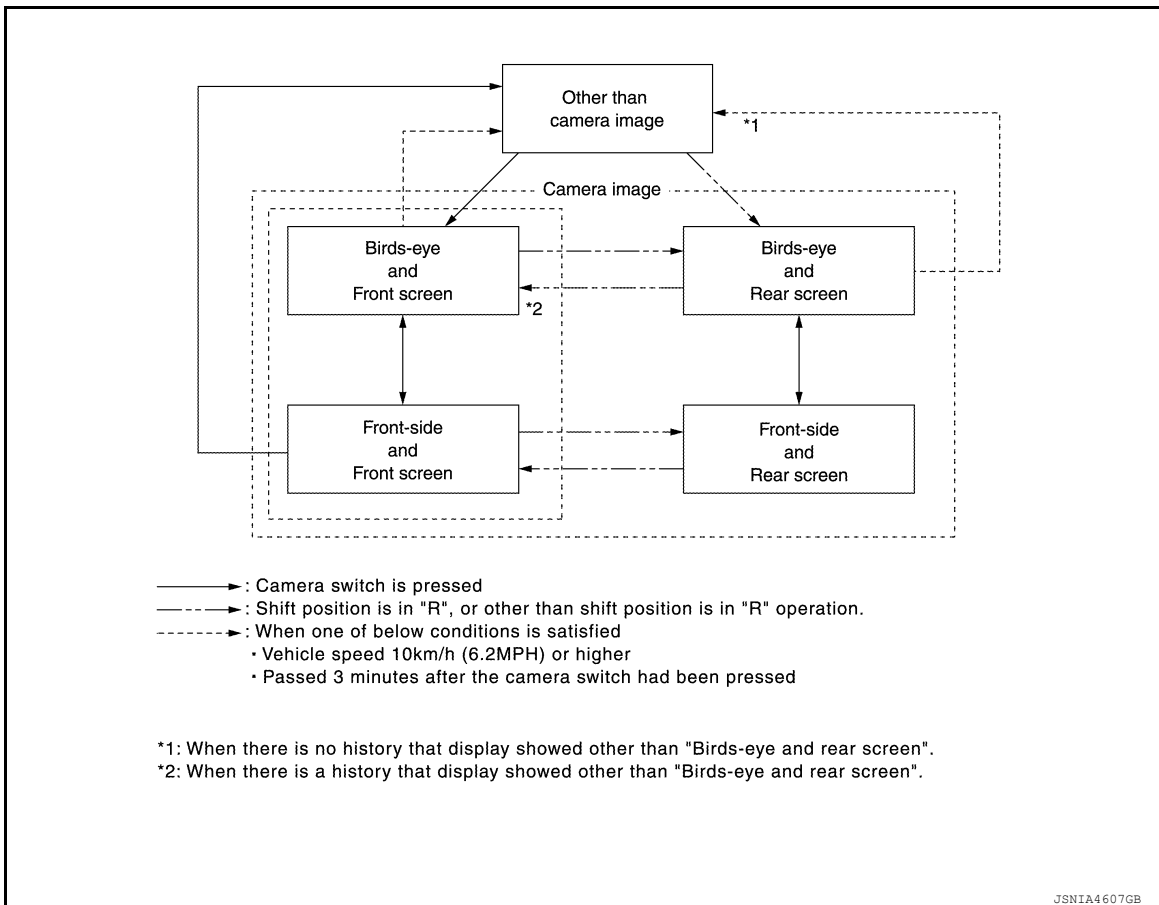 Other than
camera image
*1
Camera image
Birds-eye
and
Front screen
Birds-eye
and
Rear screen
*2
Front-side
and
Front screen
Front-side
and
Rear screen
: Camera switch is pressed
: Shift position is in "R", or other than shift position is in "R" operation.
: When one of below conditions is satisfied
・Vehicle speed 10km/h (6.2MPH) or higher
・Passed 3 minutes after the camera switch had been pressed
*1: When there is no history that display showed other than "Birds-eye and rear screen".
*2: When there is a history that display showed other than "Birds-eye and rear screen".
JSNIA4607GB